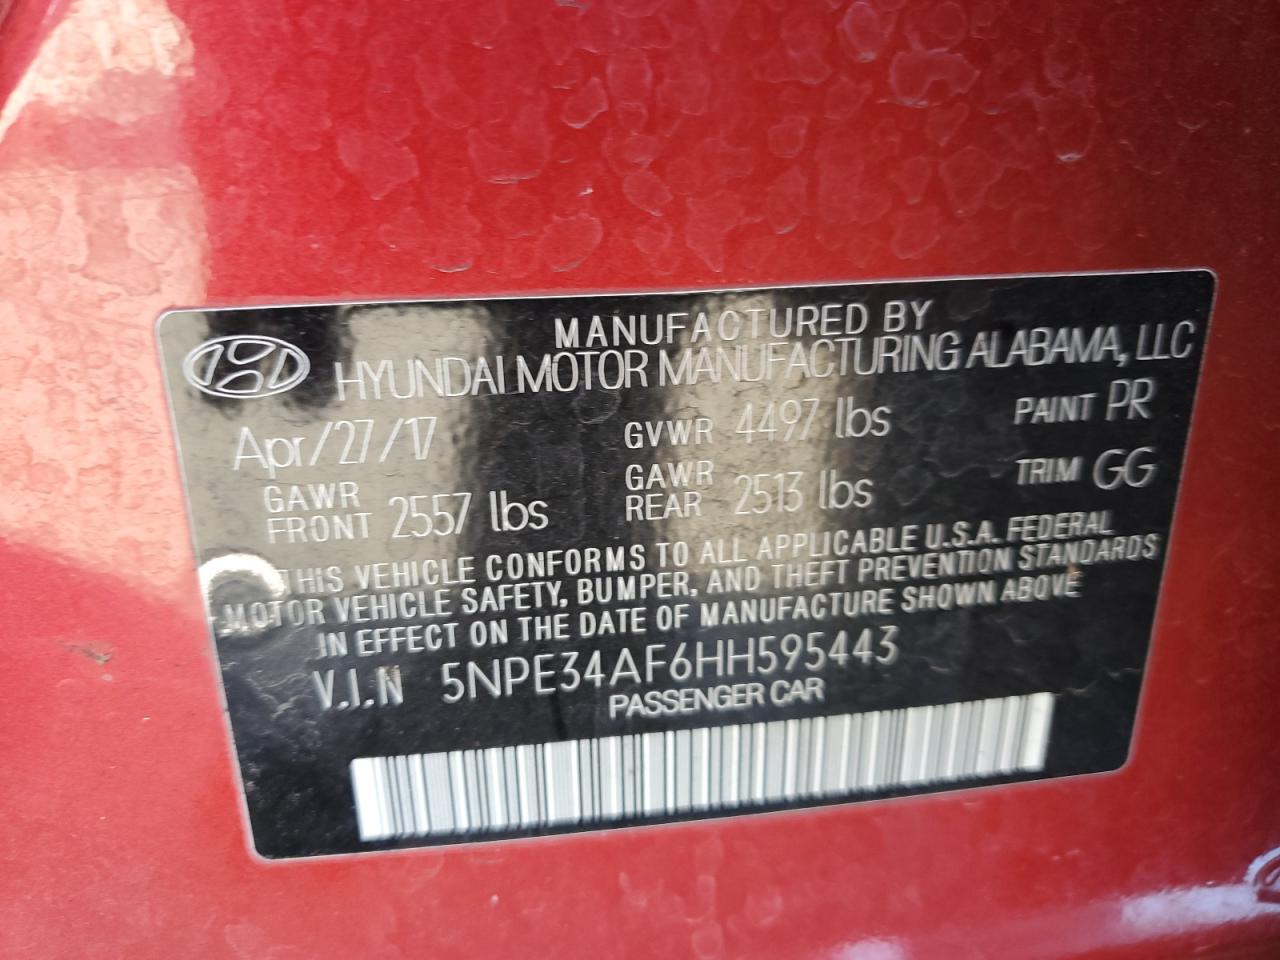 MANUFACTURED BY
HYUNDAI MOTOR MANUFACTURING ALABAMA, LLC
Apr/27/17 GVWR 4497 lbs PAINT PR
GAWR FRONT 2557 lbs GAWR REAR 2513 lbs TRIM GG
THIS VEHICLE CONFORMS TO ALL APPLICABLE U.S.A. FEDERAL
MOTOR VEHICLE SAFETY, BUMPER, AND THEFT PREVENTION STANDARDS
IN EFFECT ON THE DATE OF MANUFACTURE SHOWN ABOVE
V.I.N 5NPE34AF6HH595443
PASSENGER CAR